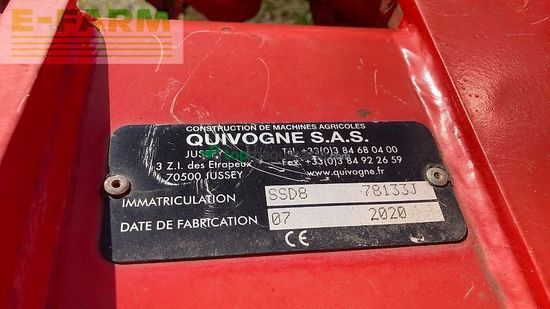 E-FARM
CONSTRUCTION DE MACHINES AGRICOLES
QUIVOGNE S.A.S.
JUSSEY Tél. +33(0)3 84 68 04 00
3 Z.I. des Etrapeux Fax +33(0)3 84 92 26 59
70500 JUSSEY www.quivogne.fr
IMMATRICULATION SSD8 78133J
DATE DE FABRICATION 07 2020
CE